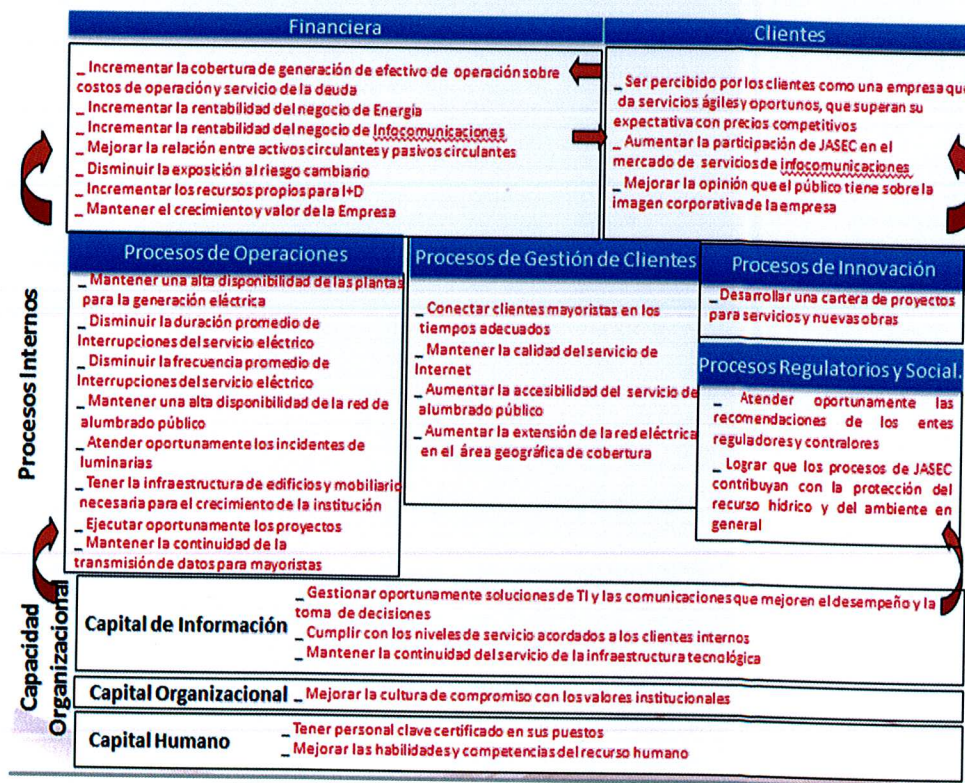 Financiera
_ Incrementar la cobertura de generación de efectivo de operación sobre
costos de operación y servicio de la deuda
_ Incrementar la rentabilidad del negocio de Energía
_ Incrementar la rentabilidad del negocio de Infocomunicaciones
_ Mejorar la relación entre activos circulantes y pasivos circulantes
_ Disminuir la exposición al riesgo cambiario
_ Incrementar los recursos propios para I+D
_ Mantener el crecimiento y valor de la Empresa
Clientes
_ Ser percibido por los clientes como una empresa que
da servicios ágiles y oportunos, que superan su
expectativa con precios competitivos
_ Aumentar la participación de JASEC en el
mercado de servicios de infocomunicaciones
_ Mejorar la opinión que el público tiene sobre la
imagen corporativa de la empresa
Procesos Internos
Procesos de Operaciones
_ Mantener una alta disponibilidad de las plantas
para la generación eléctrica
_ Disminuir la duración promedio de
Interrupciones del servicio eléctrico
_ Disminuir la frecuencia promedio de
Interrupciones del servicio eléctrico
_ Mantener una alta disponibilidad de la red de
alumbrado público
_ Atender oportunamente los incidentes de
luminarias
_ Tener la infraestructura de edificios y mobiliario
necesaria para el crecimiento de la institución
_ Ejecutar oportunamente los proyectos
_ Mantener la continuidad de la
transmisión de datos para mayoristas
Procesos de Gestión de Clientes
_ Conectar clientes mayoristas en los
tiempos adecuados
_ Mantener la calidad del servicio de
Internet
_ Aumentar la accesibilidad del servicio de
alumbrado público
_ Aumentar la extensión de la red eléctrica
en el área geográfica de cobertura
Procesos de Innovación
_ Desarrollar una cartera de proyectos
para servicios y nuevas obras
Procesos Regulatorios y Social.
_ Atender oportunamente las
recomendaciones de los entes
reguladores y contralores
_ Lograr que los procesos de JASEC
contribuyan con la protección del
recurso hídrico y del ambiente en
general
Capacidad
Organizacional
Capital de Información
_ Gestionar oportunamente soluciones de TI y las comunicaciones que mejoren el desempeño y la
toma de decisiones
_ Cumplir con los niveles de servicio acordados a los clientes internos
_ Mantener la continuidad del servicio de la infraestructura tecnológica
Capital Organizacional
_ Mejorar la cultura de compromiso con los valores institucionales
Capital Humano
_ Tener personal clave certificado en sus puestos
_ Mejorar las habilidades y competencias del recurso humano